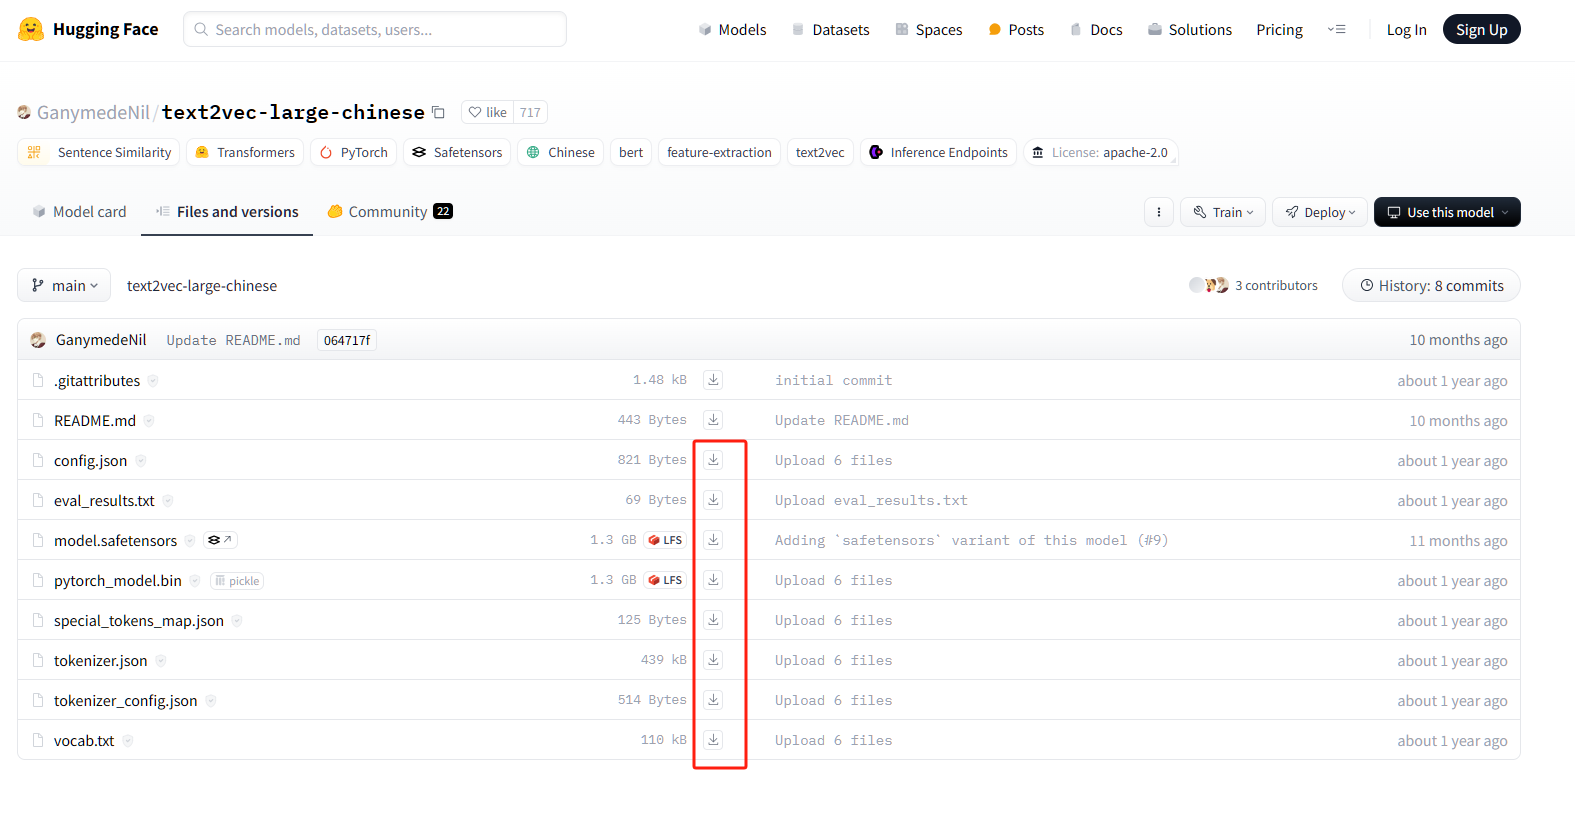 Hugging Face Search models, datasets, users... Models Datasets Spaces Posts Docs Solutions Pricing Log In Sign Up
GanymedeNil/text2vec-large-chinese like 717
Sentence Similarity Transformers PyTorch Safetensors Chinese bert feature-extraction text2vec Inference Endpoints License: apache-2.0
Model card Files and versions Community 22 Train Deploy Use this model
main text2vec-large-chinese 3 contributors History: 8 commits
GanymedeNil Update README.md 064717f 10 months ago
.gitattributes 1.48 kB initial commit about 1 year ago
README.md 443 Bytes Update README.md 10 months ago
config.json 821 Bytes Upload 6 files about 1 year ago
eval_results.txt 69 Bytes Upload eval_results.txt about 1 year ago
model.safetensors 1.3 GB LFS Adding `safetensors` variant of this model (#9) 11 months ago
pytorch_model.bin pickle 1.3 GB LFS Upload 6 files about 1 year ago
special_tokens_map.json 125 Bytes Upload 6 files about 1 year ago
tokenizer.json 439 kB Upload 6 files about 1 year ago
tokenizer_config.json 514 Bytes Upload 6 files about 1 year ago
vocab.txt 110 kB Upload 6 files about 1 year ago